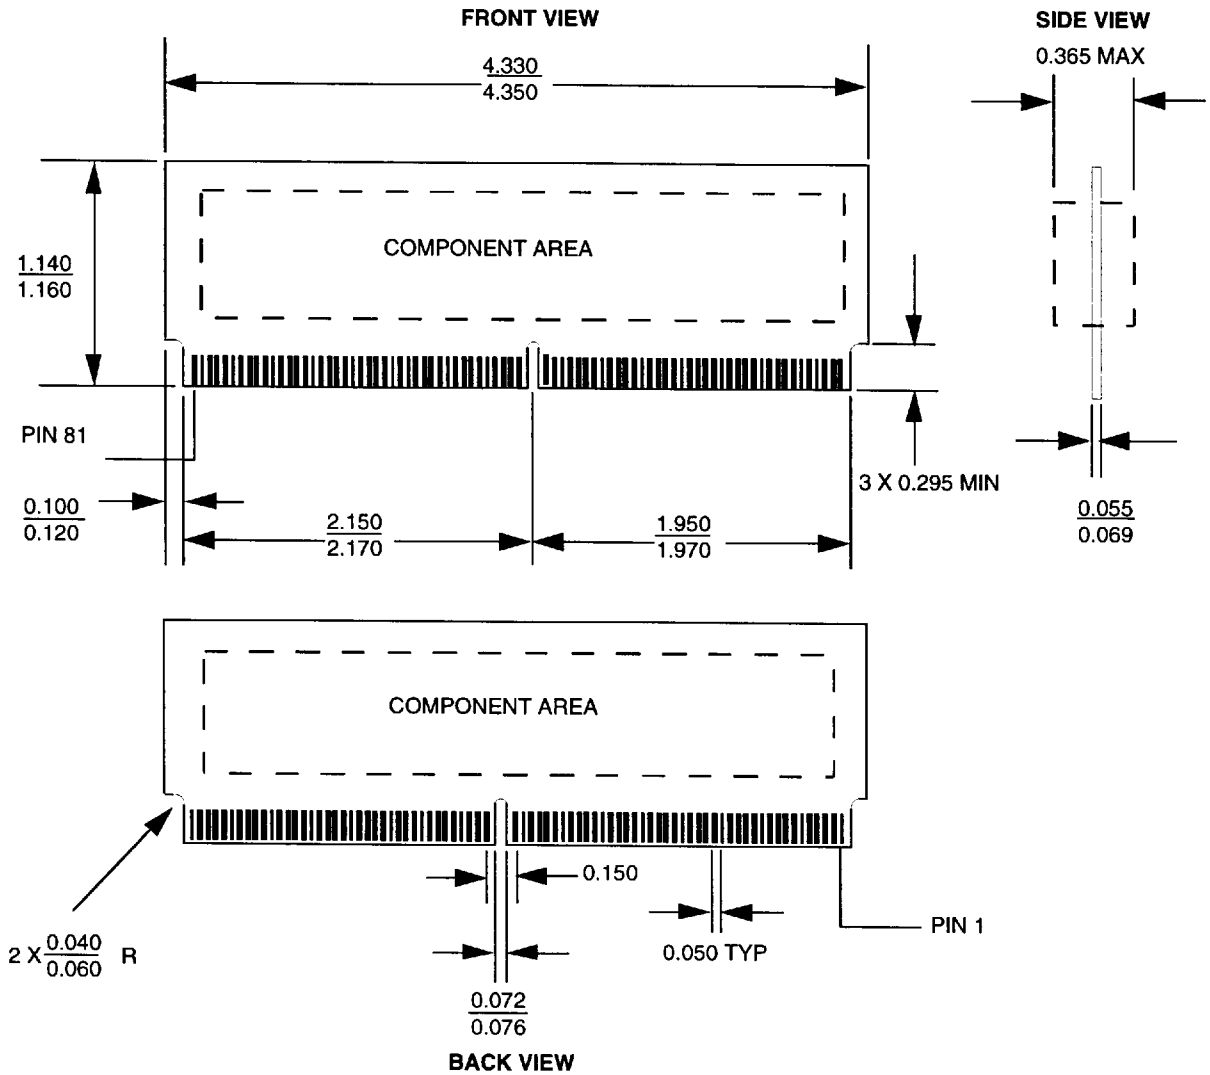 FRONT VIEW
SIDE VIEW
4.330
4.350
0.365 MAX
COMPONENT AREA
1.140
1.160
PIN 81
3 X 0.295 MIN
0.100
0.120
2.150
2.170
1.950
1.970
0.055
0.069
COMPONENT AREA
0.150
PIN 1
2 X 0.040 R
0.060
0.050 TYP
0.072
0.076
BACK VIEW